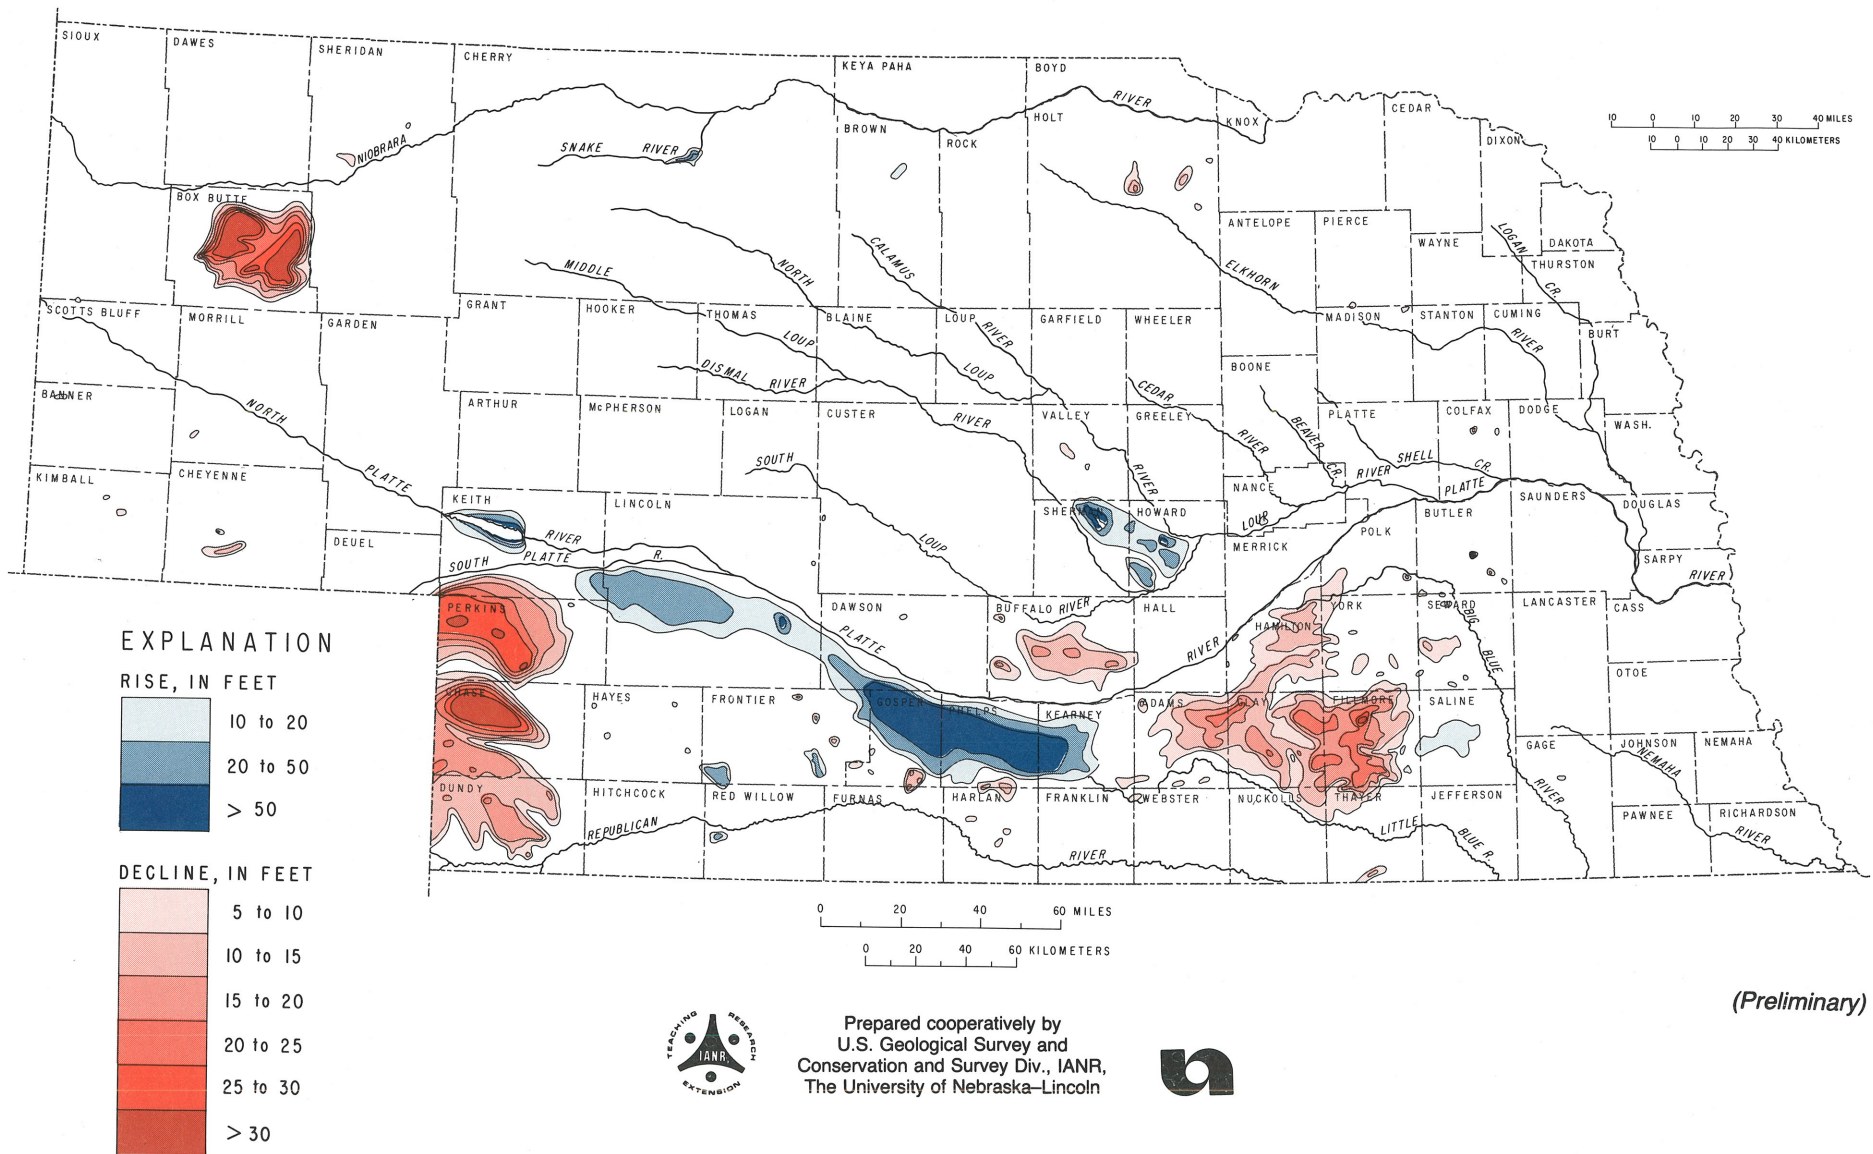 SIOUX
DAWES
SHERIDAN
CHERRY
KEYA PAHA
BOYD
RIVER
KNOX
CEDAR
DIXON
10 0 10 20 30 40 MILES
10 0 10 20 30 40 KILOMETERS
NIOBRARA
SNAKE RIVER
BROWN
ROCK
HOLT
BOX BUTTE
ANTELOPE
PIERCE
WAYNE
LOGAN CR.
DAKOTA
THURSTON
MIDDLE LOUP RIVER
NORTH LOUP RIVER
CALAMUS RIVER
ELKHORN RIVER
SCOTTS BLUFF
MORRILL
GARDEN
GRANT
HOOKER
THOMAS
BLAINE
LOUP
GARFIELD
WHEELER
MADISON
STANTON
CUMING
BURT
DISMAL RIVER
BOONE
BANNER
NORTH PLATTE RIVER
ARTHUR
McPHERSON
LOGAN
CUSTER
VALLEY
GREELEY
CEDAR RIVER
BEAVER CR.
PLATTE
COLFAX
DODGE
WASH.
KIMBALL
CHEYENNE
SOUTH LOUP RIVER
NANCE
SHELL CR.
KEITH
LINCOLN
SHERMAN
HOWARD
LOUP RIVER
PLATTE
BUTLER
SAUNDERS
DOUGLAS
DEUEL
SOUTH PLATTE R.
MERRICK
POLK
SARPY
RIVER
PERKINS
DAWSON
BUFFALO
HALL
HAMILTON
YORK
SEWARD
LANCASTER
CASS
PLATTE RIVER
BIG BLUE RIVER
OTOE
CHASE
HAYES
FRONTIER
GOSPER
PHELPS
KEARNEY
ADAMS
CLAY
FILLMORE
SALINE
GAGE
JOHNSON
NEMAHA
DUNDY
HITCHCOCK
RED WILLOW
FURNAS
HARLAN
FRANKLIN
WEBSTER
NUCKOLLS
THAYER
JEFFERSON
PAWNEE
RICHARDSON
NEMAHA RIVER
REPUBLICAN RIVER
LITTLE BLUE R.
EXPLANATION
RISE, IN FEET
10 to 20
20 to 50
> 50
DECLINE, IN FEET
5 to 10
10 to 15
15 to 20
20 to 25
25 to 30
> 30
0 20 40 60 MILES
0 20 40 60 KILOMETERS
(Preliminary)
TEACHING RESEARCH EXTENSION
IANR
Prepared cooperatively by
U.S. Geological Survey and
Conservation and Survey Div., IANR,
The University of Nebraska–Lincoln